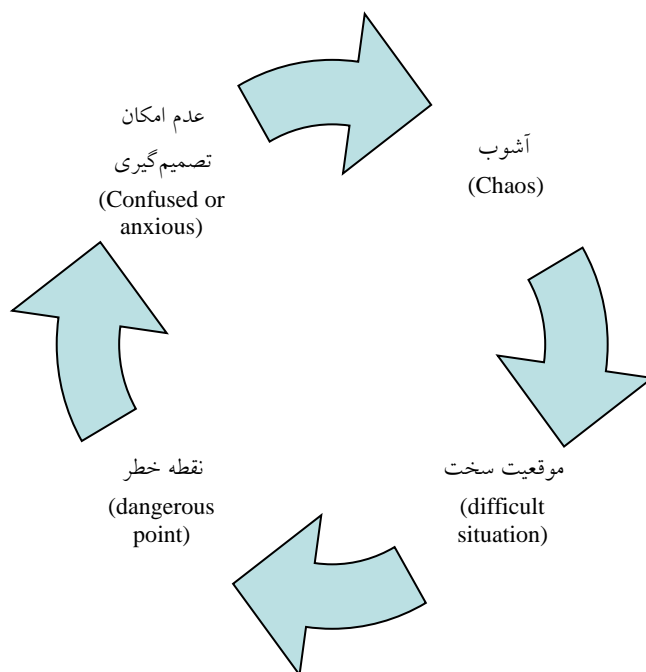 عدم امکان
تصمیم‌گیری
(Confused or
anxious)
آشوب
(Chaos)
موقعیت سخت
(difficult
situation)
نقطه خطر
(dangerous
point)